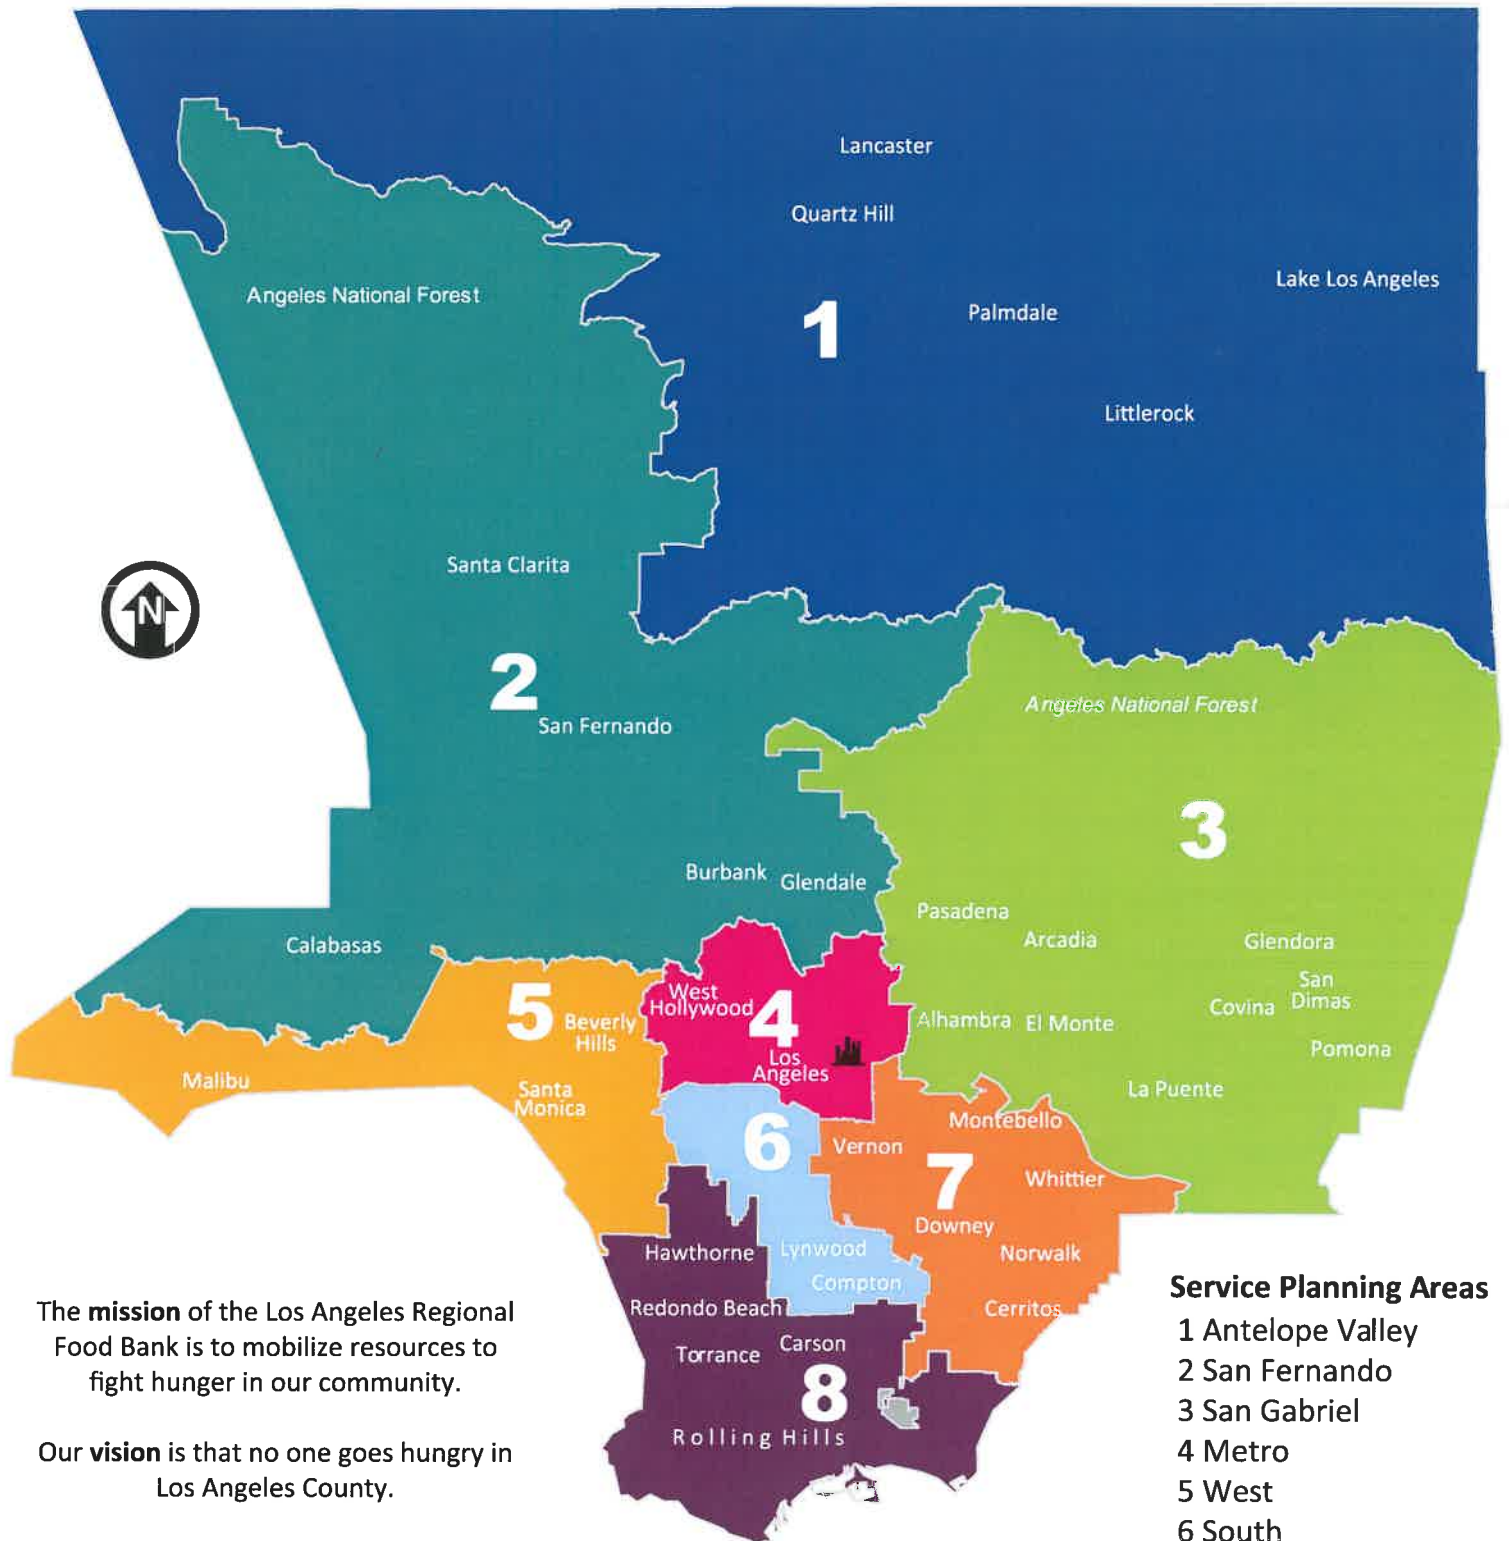 Lancaster
Quartz Hill
Lake Los Angeles
Angeles National Forest
1
Palmdale
Littlerock
Santa Clarita
N
2
San Fernando
Angeles National Forest
3
Burbank
Glendale
Pasadena
Arcadia
Glendora
Calabasas
San
Dimas
Covina
5
Beverly
Hills
West
Hollywood
4
Los
Angeles
Alhambra
El Monte
Pomona
Malibu
Santa
Monica
La Puente
6
Montebello
Vernon
7
Whittier
Downey
Hawthorne
Lynwood
Norwalk
Compton
Redondo Beach
Cerritos
Carson
Torrance
8
Rolling Hills
The mission of the Los Angeles Regional
Food Bank is to mobilize resources to
fight hunger in our community.
Our vision is that no one goes hungry in
Los Angeles County.
Service Planning Areas
1 Antelope Valley
2 San Fernando
3 San Gabriel
4 Metro
5 West
6 South